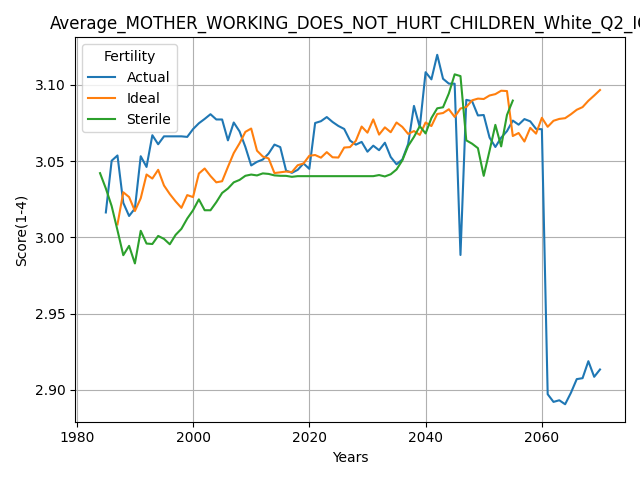 Average_MOTHER_WORKING_DOES_NOT_HURT_CHILDREN_White_Q2_I
Fertility
Actual
Ideal
Sterile
3.10
3.05
3.00
2.95
2.90
Score(1-4)
1980 2000 2020 2040 2060
Years